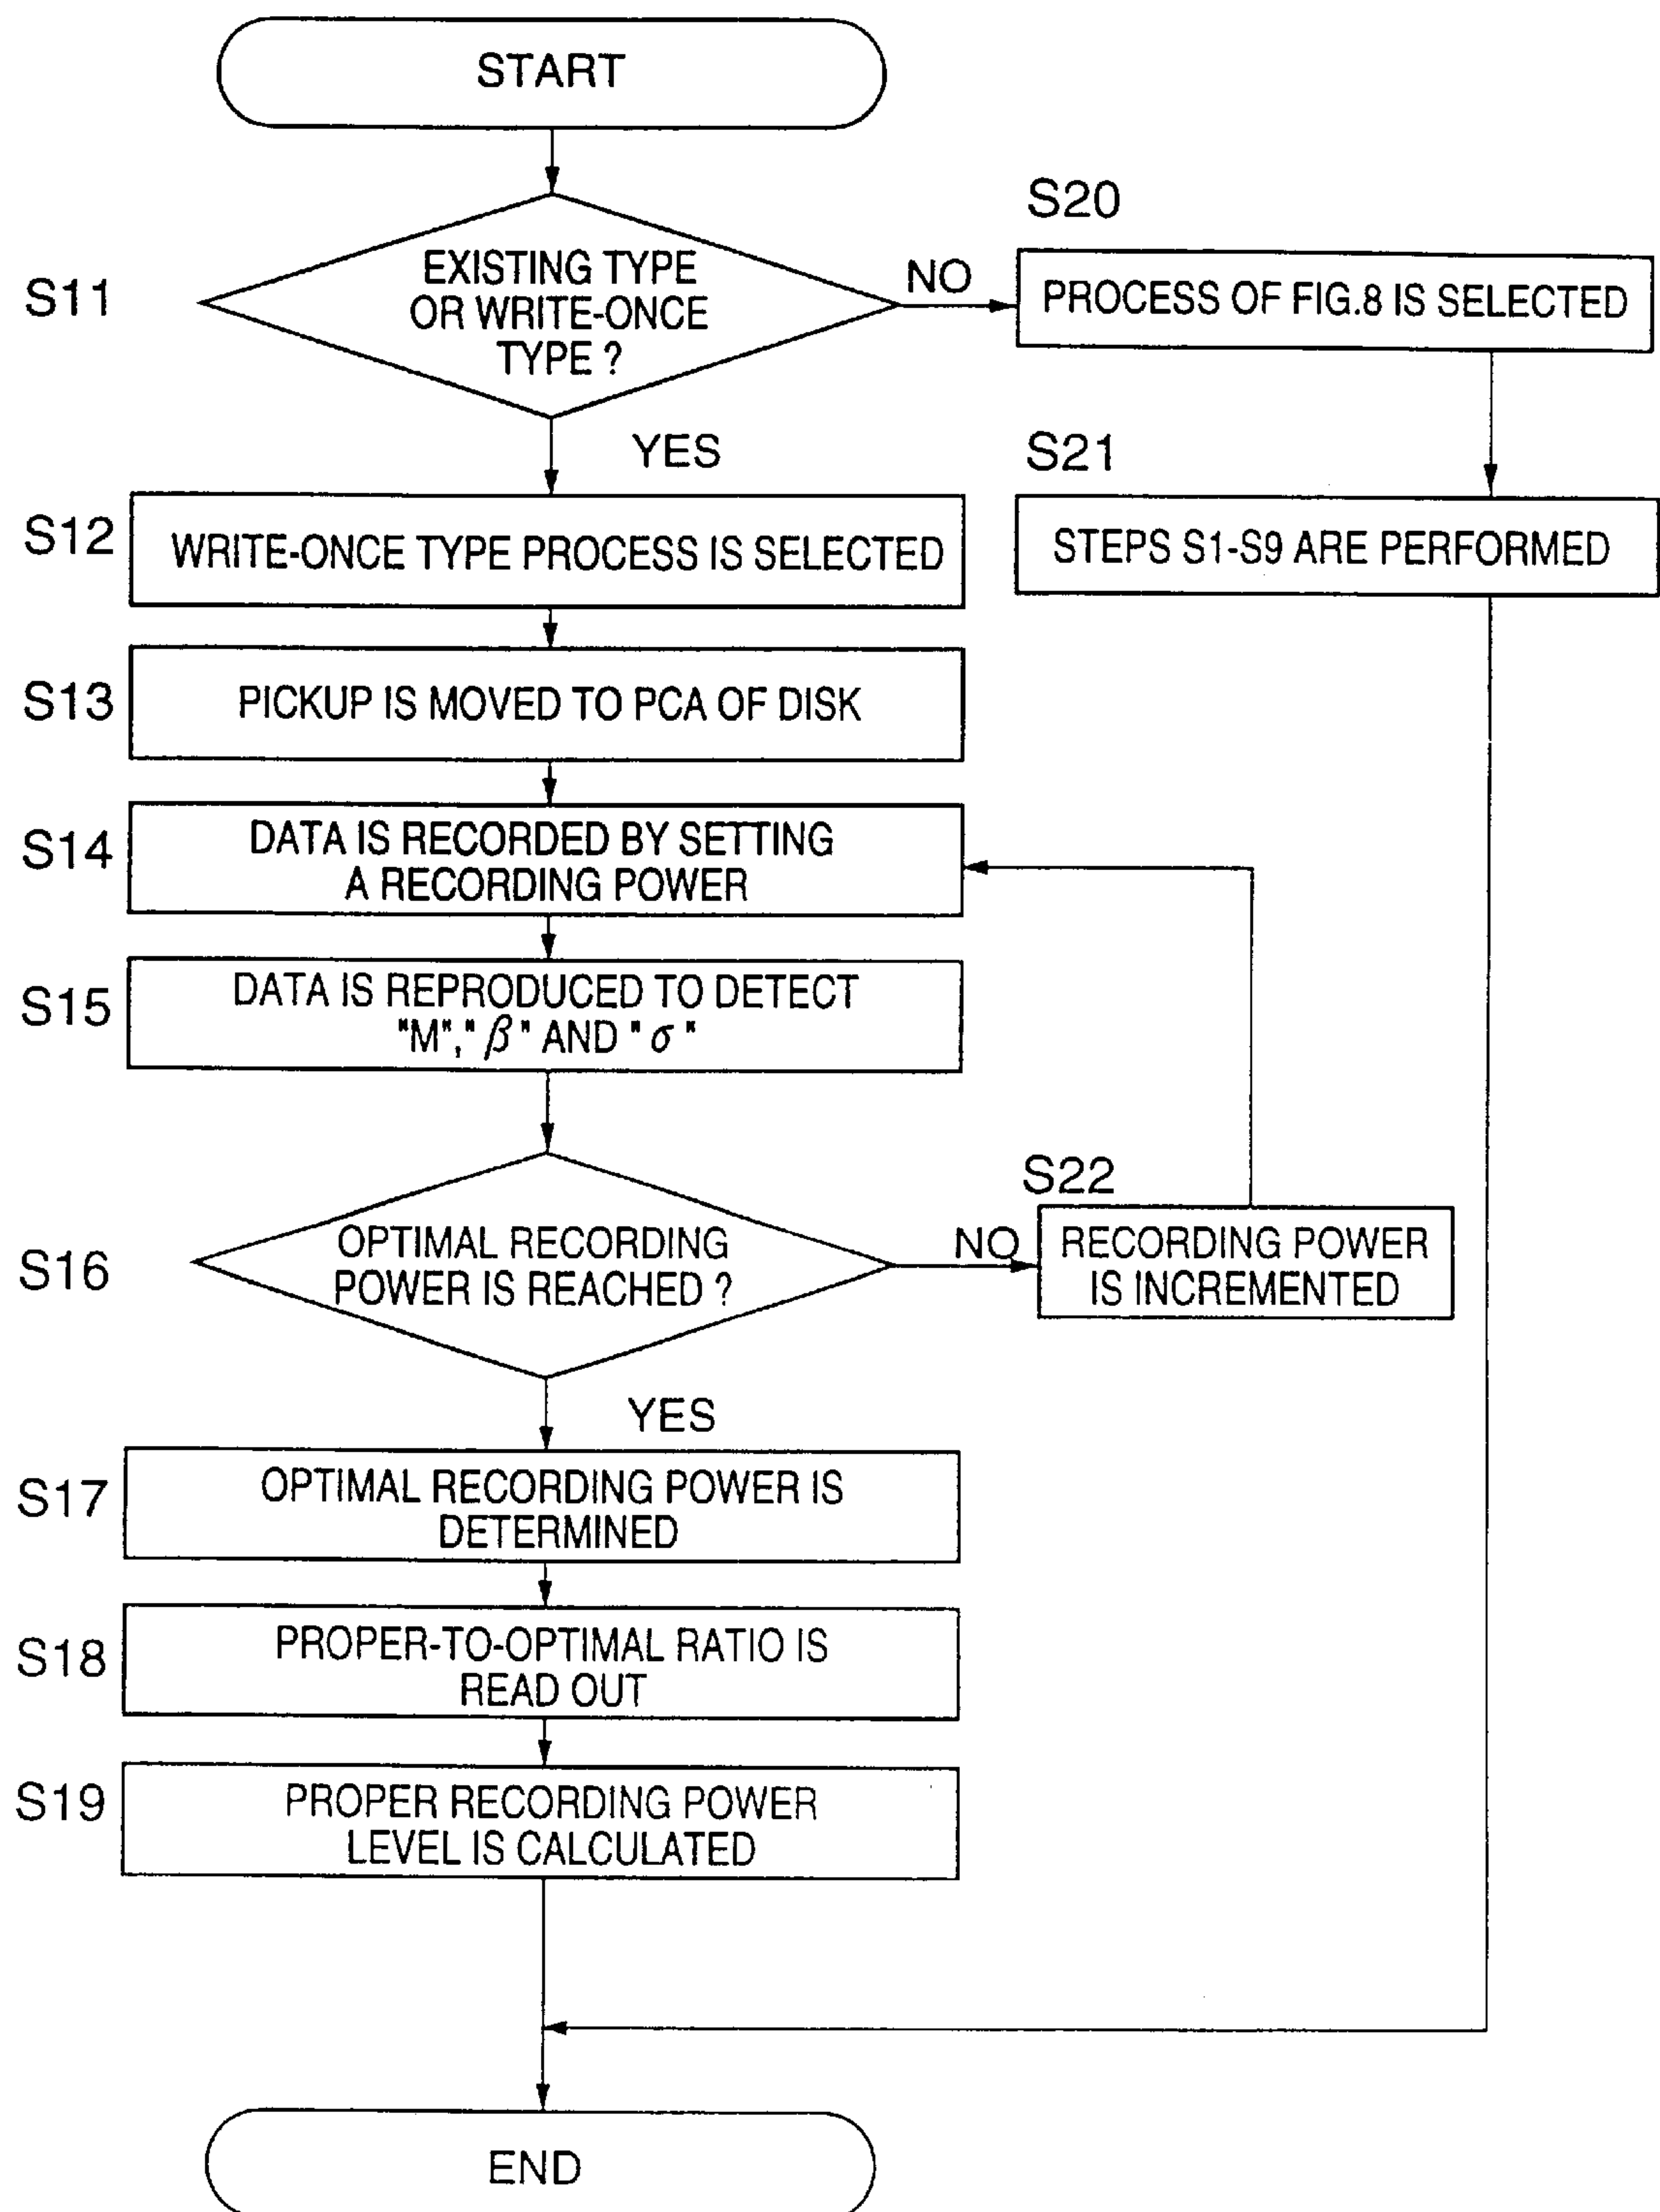 START
S11
EXISTING TYPE
OR WRITE-ONCE
TYPE ?
NO
S20
PROCESS OF FIG.8 IS SELECTED
YES
S21
STEPS S1-S9 ARE PERFORMED
S12
WRITE-ONCE TYPE PROCESS IS SELECTED
S13
PICKUP IS MOVED TO PCA OF DISK
S14
DATA IS RECORDED BY SETTING
A RECORDING POWER
S15
DATA IS REPRODUCED TO DETECT
"M"," β " AND " σ "
S16
OPTIMAL RECORDING
POWER IS REACHED ?
NO
S22
RECORDING POWER
IS INCREMENTED
YES
S17
OPTIMAL RECORDING POWER IS
DETERMINED
S18
PROPER-TO-OPTIMAL RATIO IS
READ OUT
S19
PROPER RECORDING POWER
LEVEL IS CALCULATED
END